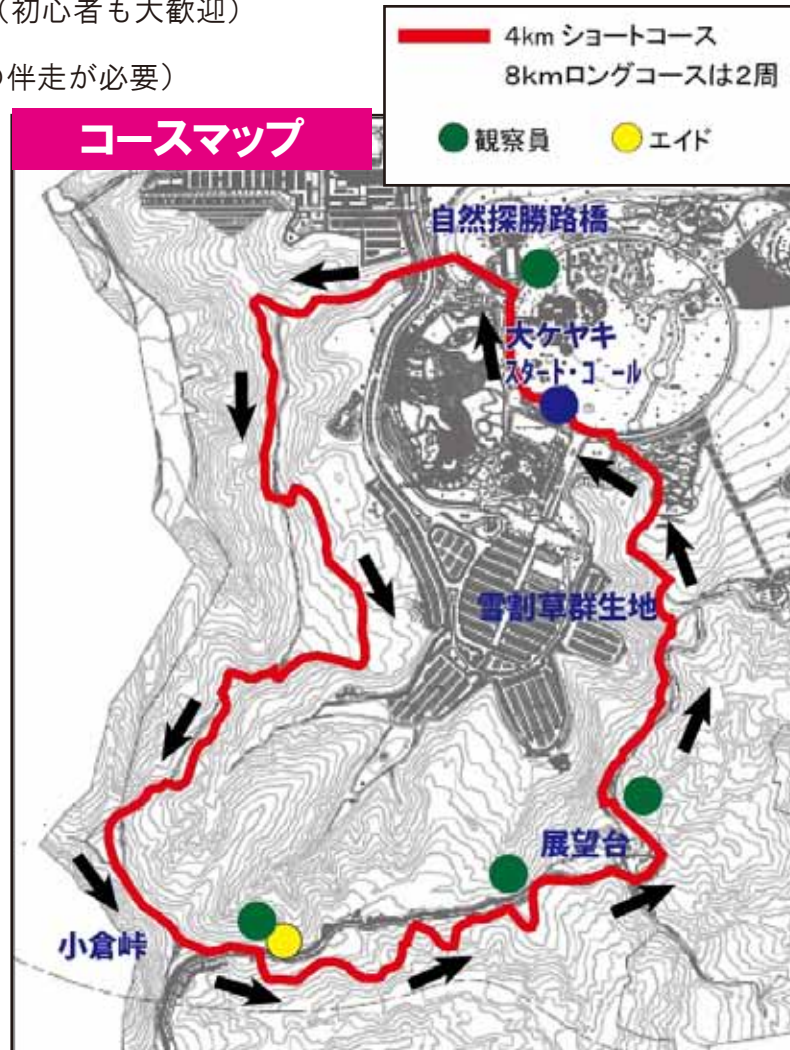 （初心者も大歓迎）
の伴走が必要）
4km ショートコース
8kmロングコースは2周
観察員
エイド
コースマップ
自然探勝路橋
大ケヤキ
スタート・ゴール
雪割草群生地
展望台
小倉峠